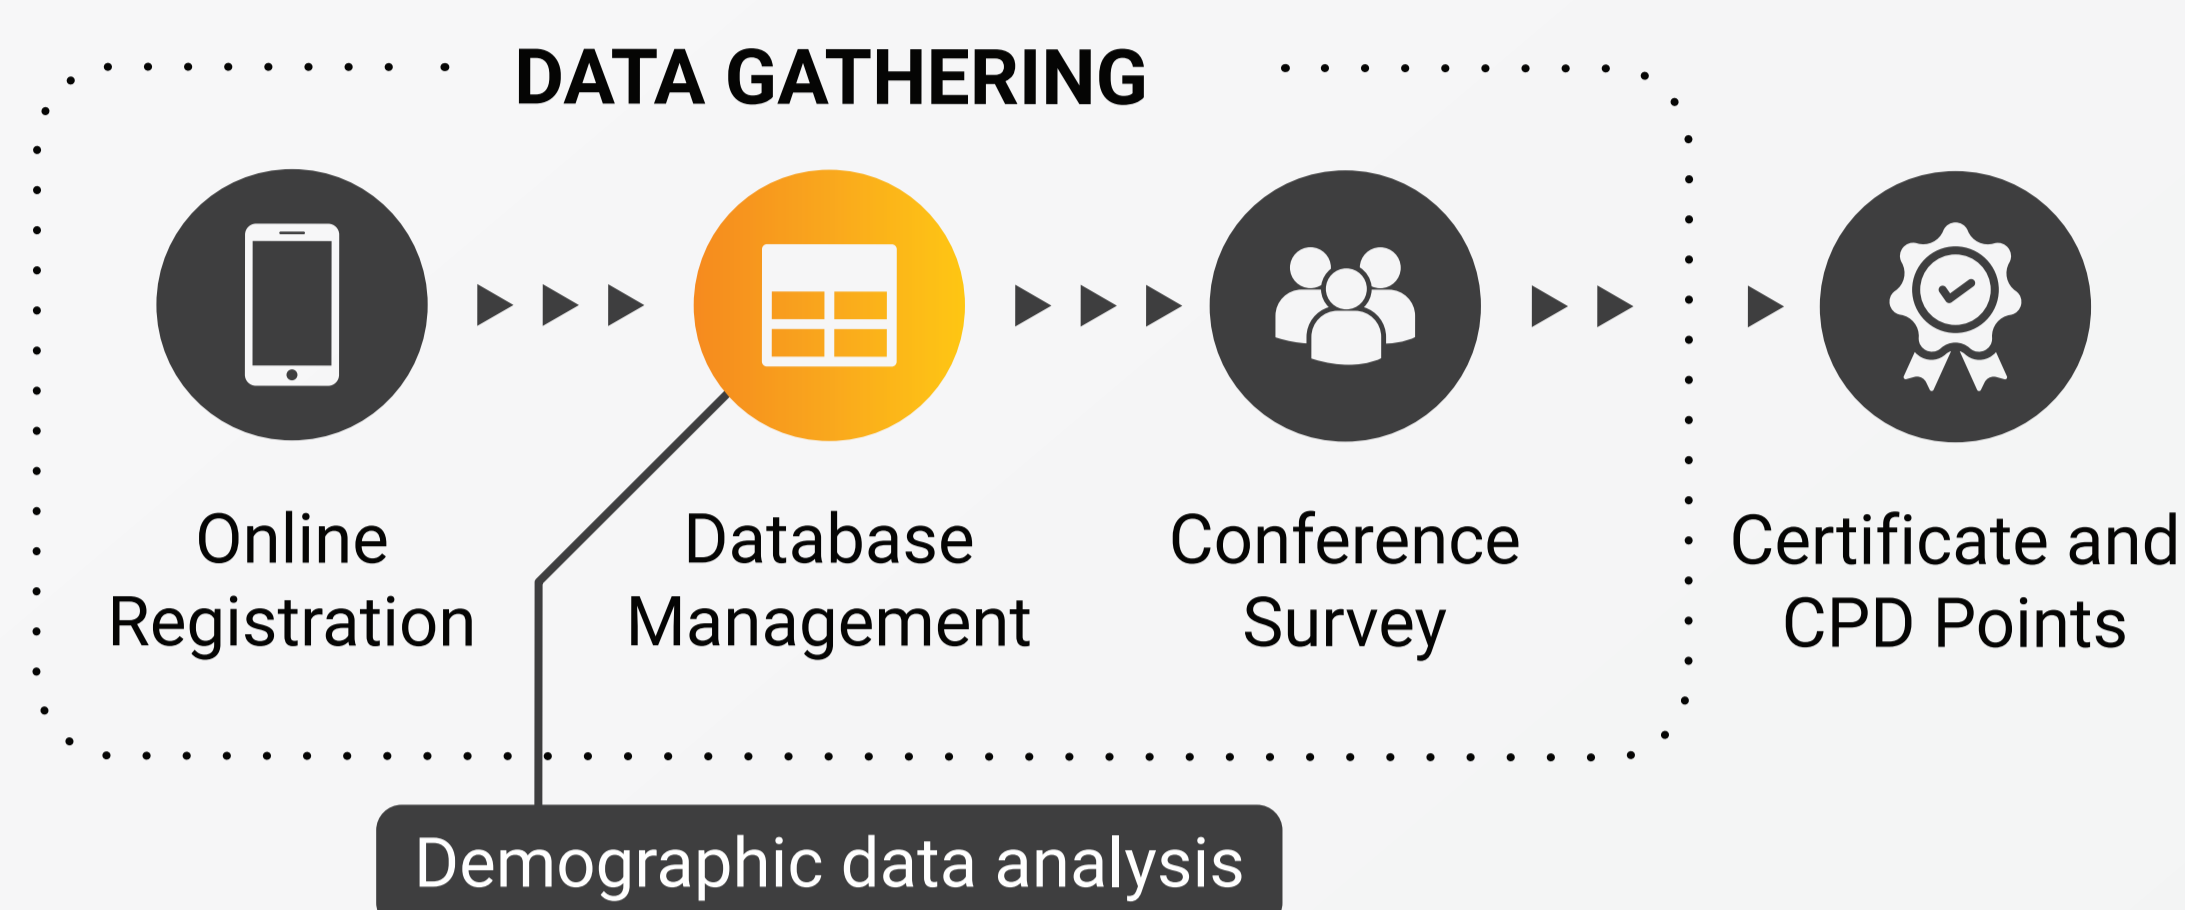 DATA GATHERING
Online
Registration
Database
Management
Conference
Survey
Certificate and
CPD Points
Demographic data analysis